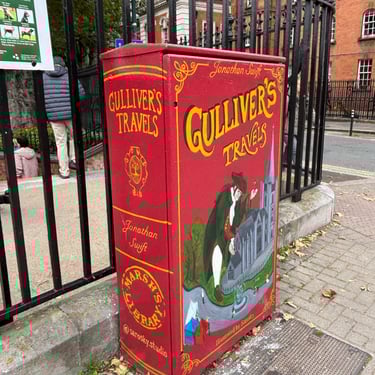 GULLIVER'S
TRAVELS
Jonathan
Swift
MARSH'S
LIBRARY
Jonathan Swift
GULLIVER'S
TRAVELS